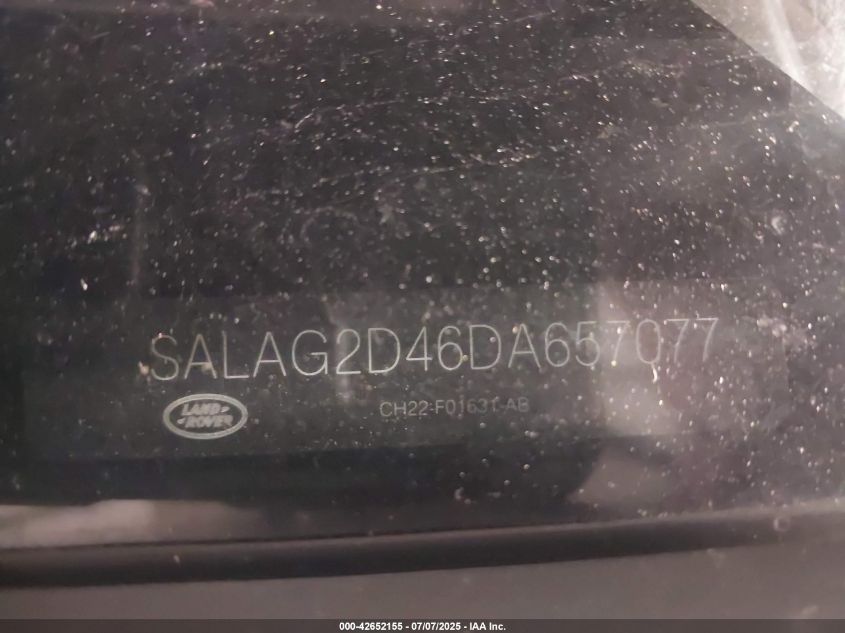 SALAG2D46DA657077
LAND
ROVER
CH22-F01631-AB
000-42652155 - 07/07/2025 - IAA Inc.